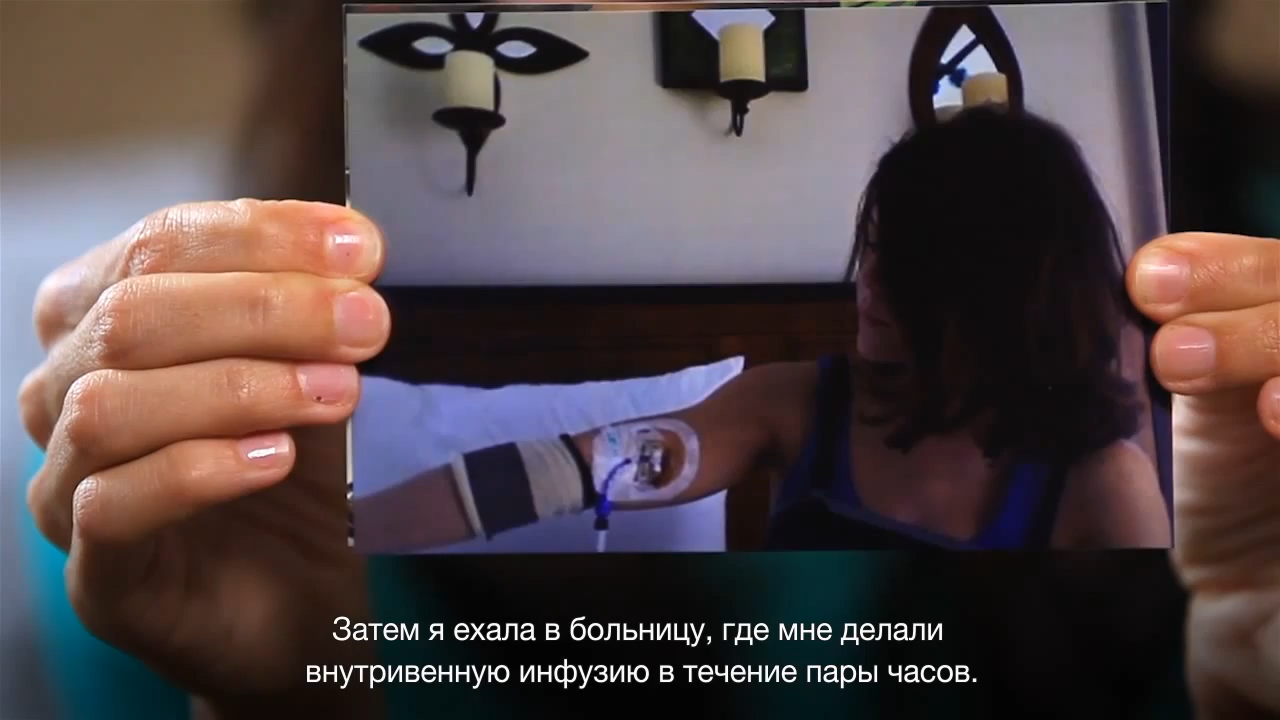 Затем я ехала в больницу, где мне делали
внутривенную инфузию в течение пары часов.